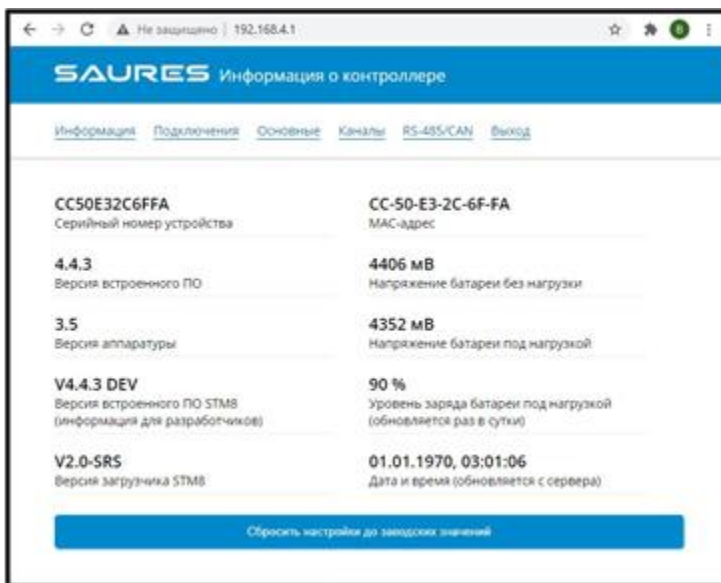 Не защищено | 192.168.4.1
В
SAURES Информация о контроллере
Информация Подключения Основные Каналы RS-485/CAN Выход
CC50E32C6FFA
Серийный номер устройства
CC-50-E3-2C-6F-FA
MAC-адрес
4.4.3
Версия встроенного ПО
4406 мВ
Напряжение батареи без нагрузки
3.5
Версия аппаратуры
4352 мВ
Напряжение батареи под нагрузкой
V4.4.3 DEV
Версия встроенного ПО STM8
(информация для разработчиков)
90 %
Уровень заряда батареи под нагрузкой
(обновляется раз в сутки)
V2.0-SRS
Версия загрузчика STM8
01.01.1970, 03:01:06
Дата и время (обновляется с сервера)
Сбросить настройки до заводских значений